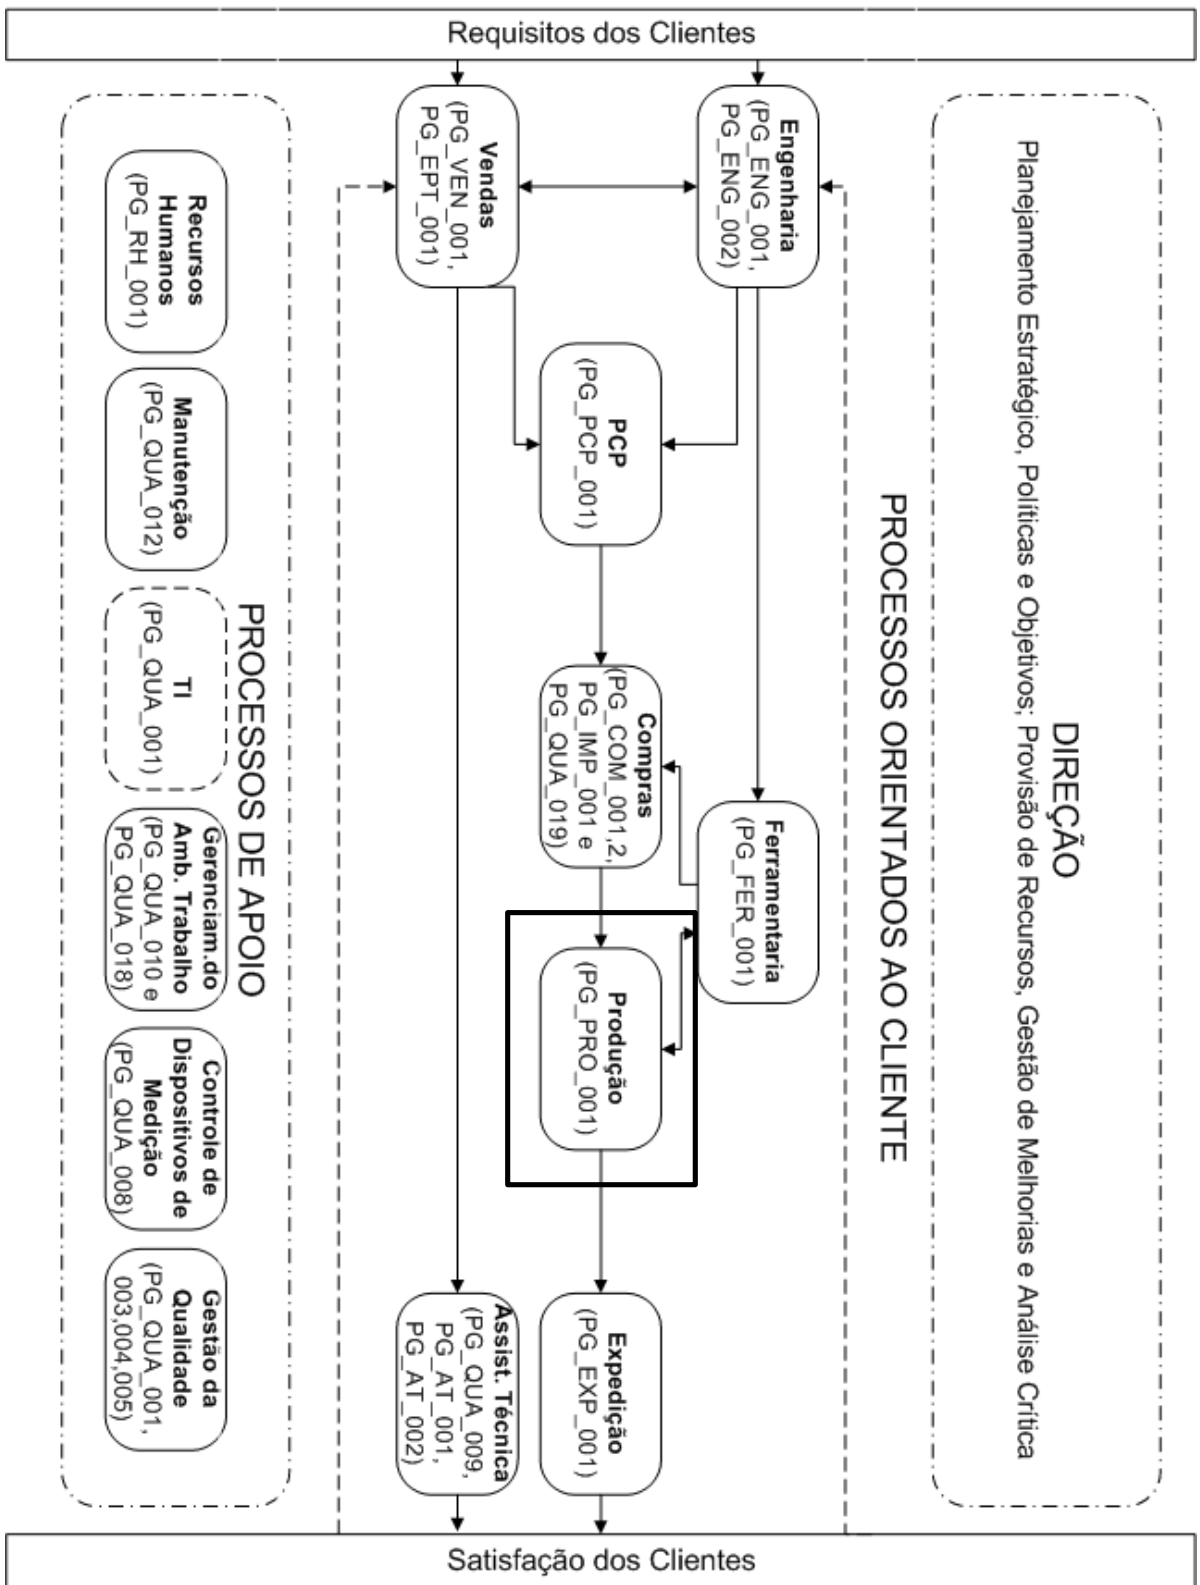 Requisitos dos Clientes
DIREÇÃO
Planejamento Estratégico, Políticas e Objetivos; Provisão de Recursos, Gestão de Melhorias e Análise Crítica
PROCESSOS ORIENTADOS AO CLIENTE
Engenharia
(PG_ENG_001,
PG_ENG_002)
Ferramentaria
(PG_FER_001)
PCP
(PG_PCP_001)
Compras
(PG_COM_001,2,
PG_IMP_001 e
PG_QUA_019)
Produção
(PG_PRO_001)
Expedição
(PG_EXP_001)
Vendas
(PG_VEN_001,
PG_EPT_001)
Assist. Técnica
(PG_QUA_009,
PG_AT_001,
PG_AT_002)
PROCESSOS DE APOIO
Recursos
Humanos
(PG_RH_001)
Manutenção
(PG_QUA_012)
TI
(PG_QUA_001)
Gerenciam.do
Amb. Trabalho
(PG_QUA_010 e
PG_QUA_018)
Controle de
Dispositivos de
Medição
(PG_QUA_008)
Gestão da
Qualidade
(PG_QUA_001,
003,004,005)
Satisfação dos Clientes